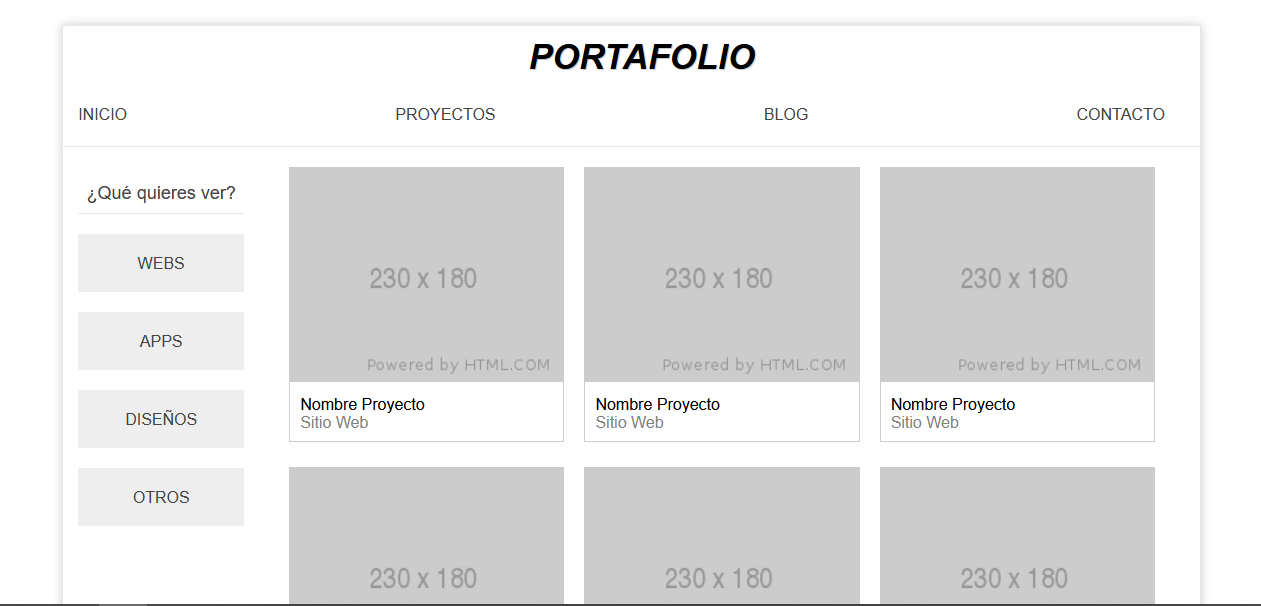 PORTAFOLIO
INICIO PROYECTOS BLOG CONTACTO
¿Qué quieres ver?
WEBS
APPS
DISEÑOS
OTROS
230 x 180
Powered by HTML.COM
Nombre Proyecto
Sitio Web
230 x 180
Powered by HTML.COM
Nombre Proyecto
Sitio Web
230 x 180
Powered by HTML.COM
Nombre Proyecto
Sitio Web
230 x 180
230 x 180
230 x 180